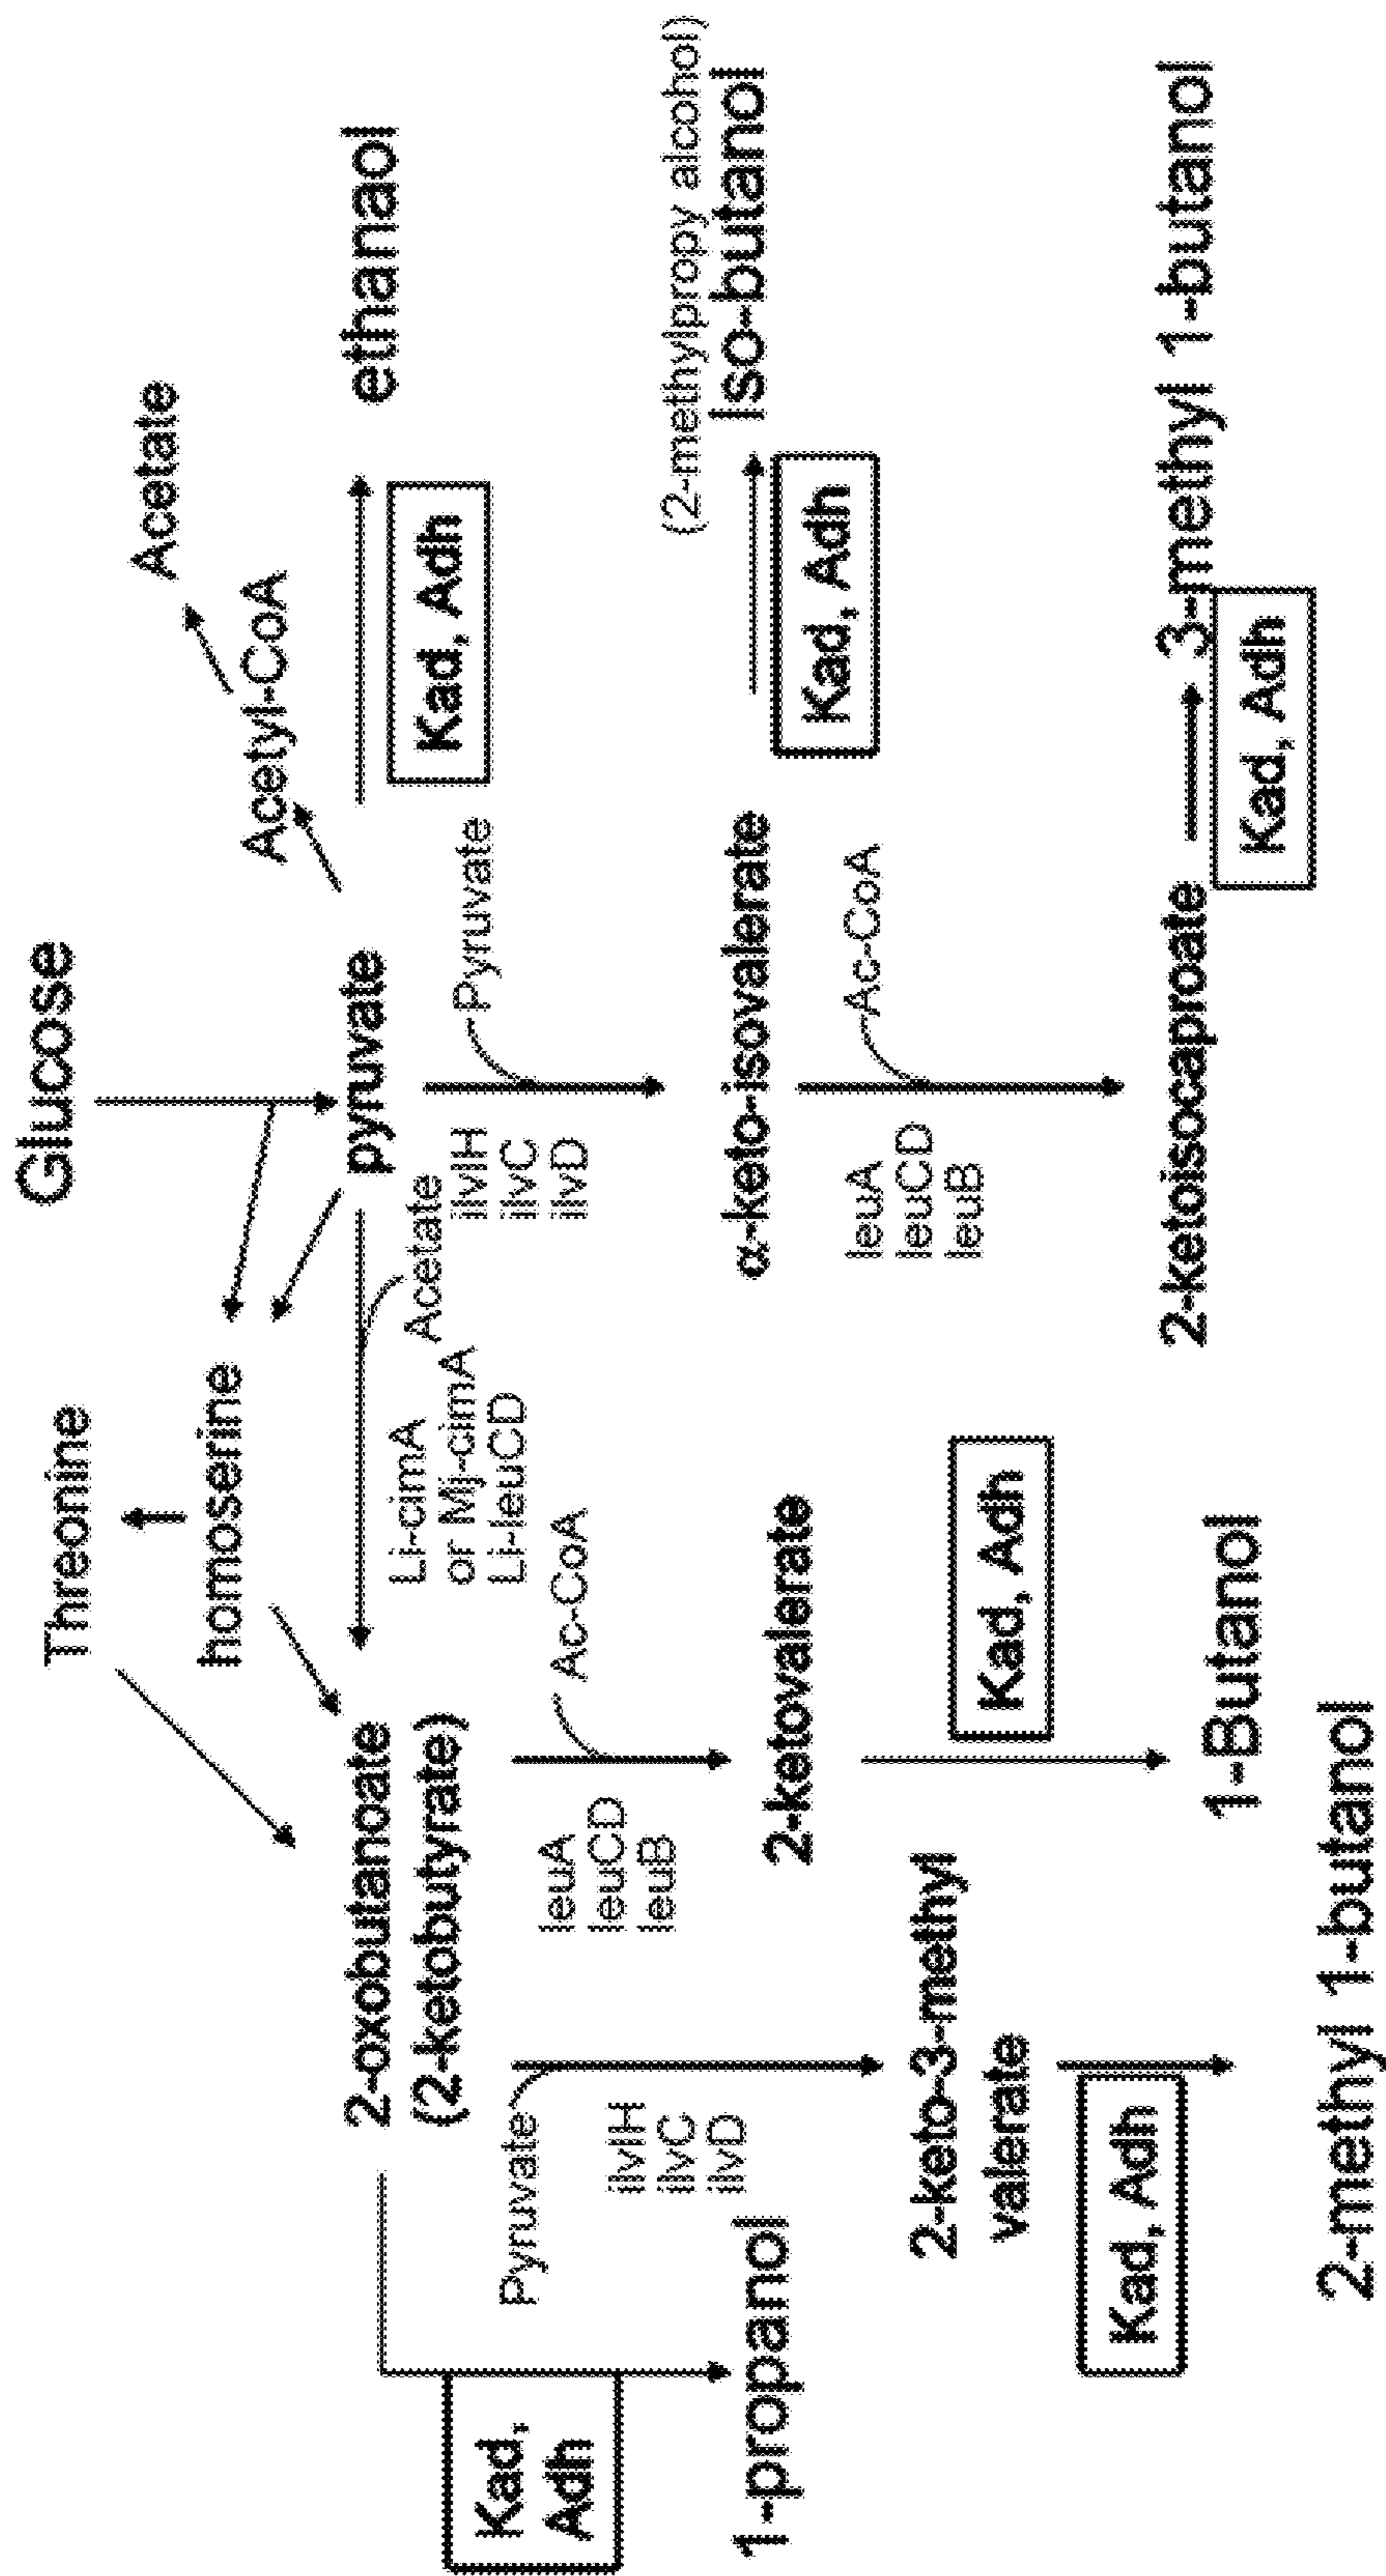 Glucose
Threonine
Acetate
homoserine
Acetyl-CoA
2-oxobutanoate
(2-ketobutyrate)
pyruvate
ethanaol
Kad,
Adh
Li-cimA
or Mj-cimA
Li-leuCD
Acetate
Kad, Adh
Pyruvate
ilvIH
ilvC
ilvD
leuA
leuCD
leuB
Ac-CoA
ilvIH
ilvC
ilvD
Pyruvate
1-propanol
2-ketovalerate
α-keto-isovalerate
(2-methylpropy alcohol)
Iso-butanol
Kad, Adh
2-keto-3-methyl
valerate
Kad, Adh
leuA
leuCD
leuB
Ac-CoA
Kad, Adh
1-Butanol
2-ketoisocaproate
3-methyl 1-butanol
Kad, Adh
2-methyl 1-butanol